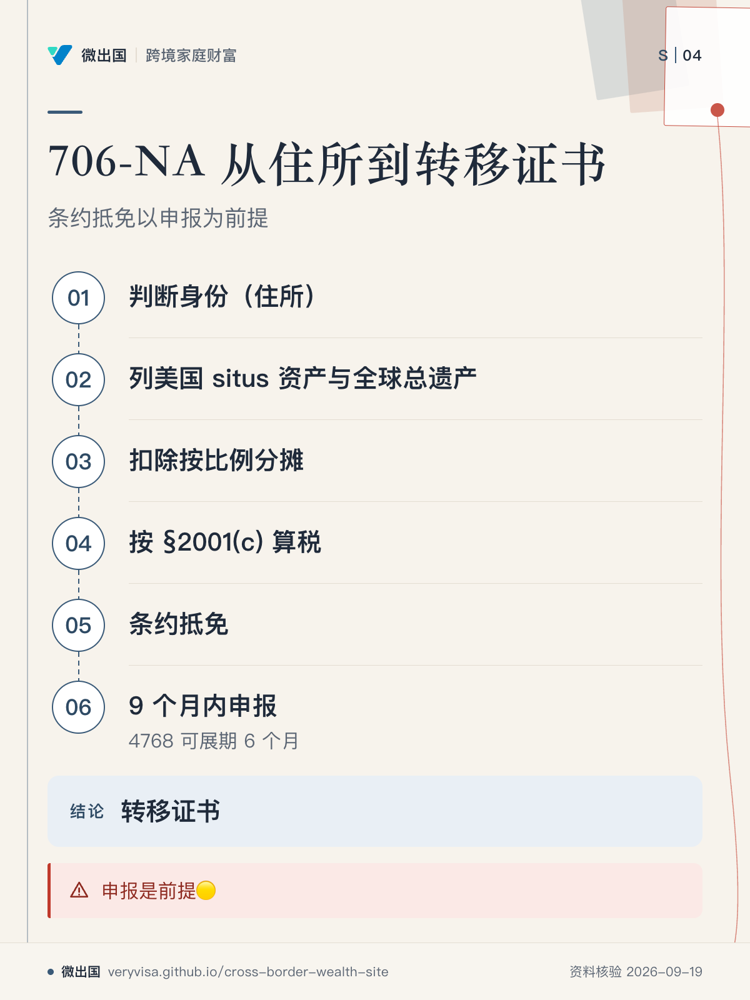 微出国 | 跨境家庭财富
S | 04
706-NA 从住所到转移证书
条约抵免以申报为前提
01 判断身份（住所）
02 列美国 situs 资产与全球总遗产
03 扣除按比例分摊
04 按 §2001(c) 算税
05 条约抵免
06 9 个月内申报
4768 可展期 6 个月
结论 转移证书
⚠ 申报是前提🟡
微出国 veryvisa.github.io/cross-border-wealth-site
资料核验 2026-09-19